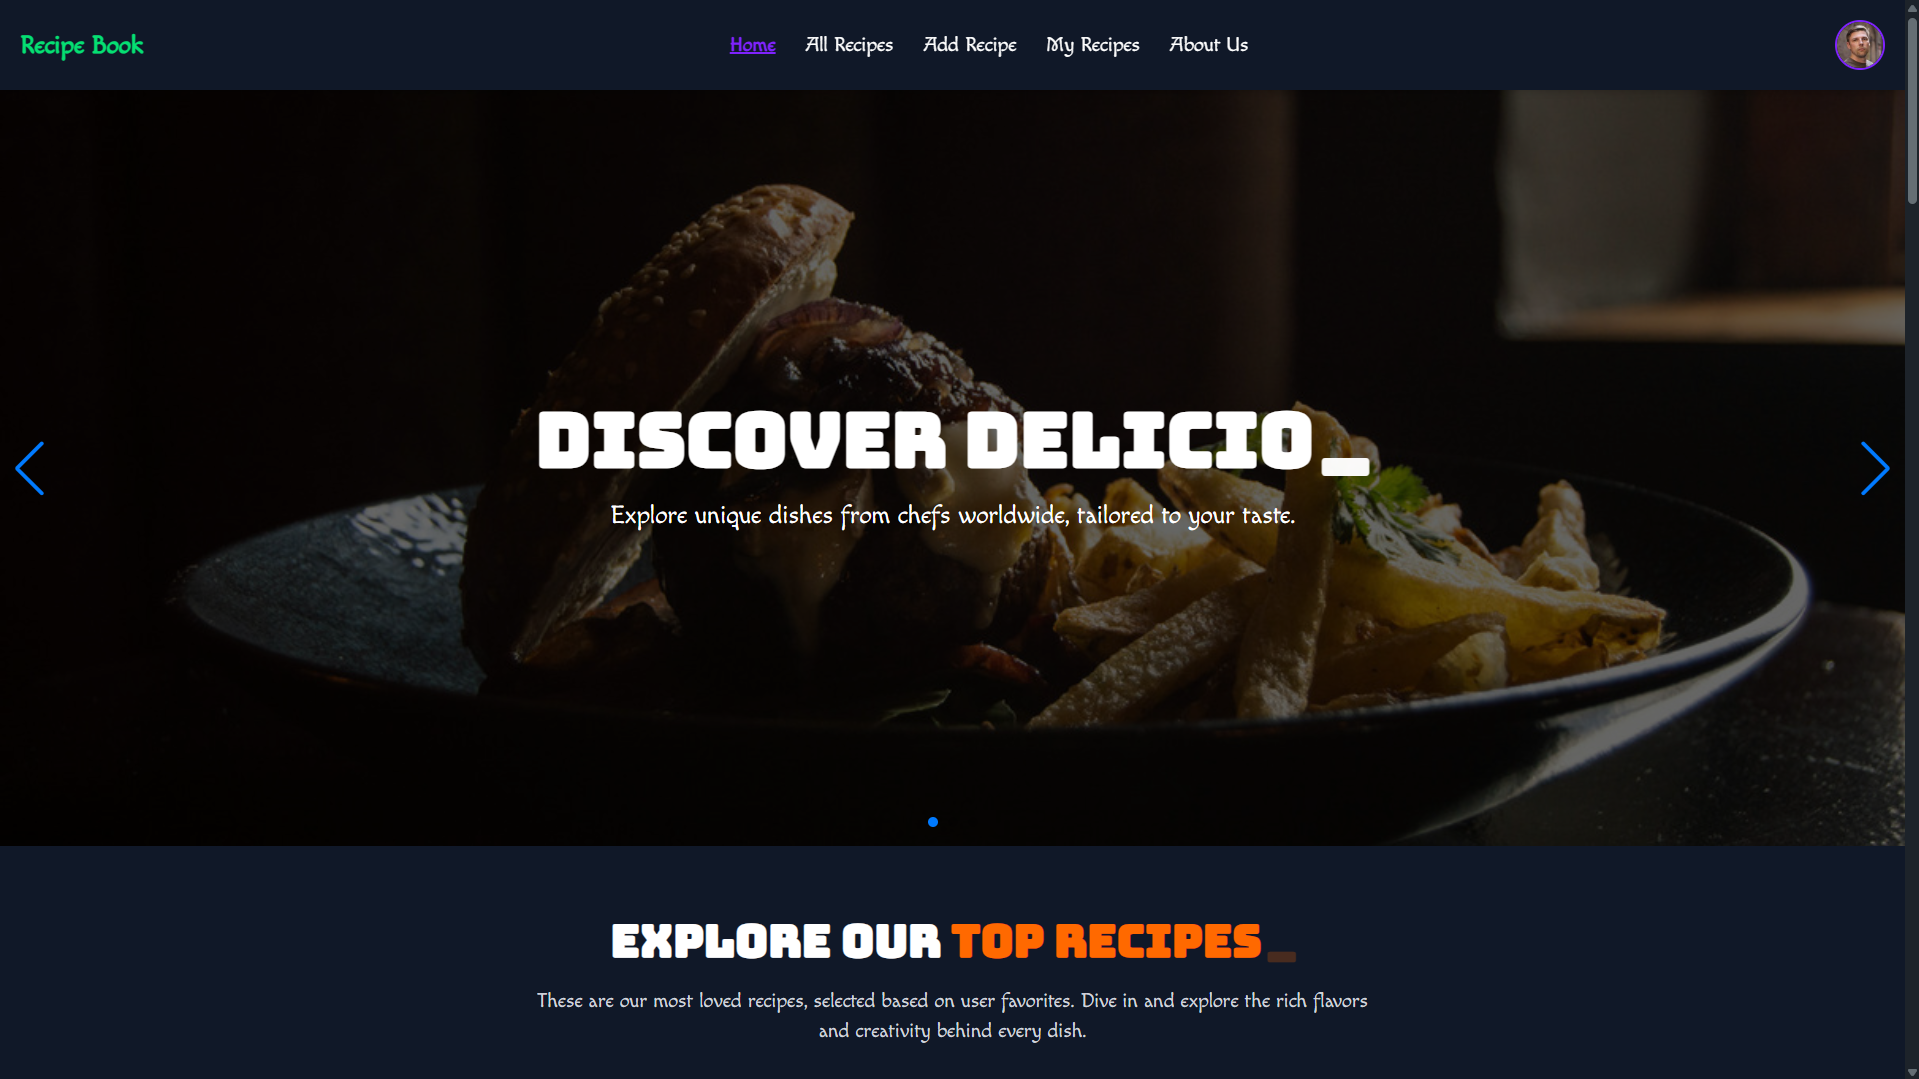 Recipe Book
Home All Recipes Add Recipe My Recipes About Us
DISCOVER DELICIO_
Explore unique dishes from chefs worldwide, tailored to your taste.
EXPLORE OUR TOP RECIPES_
These are our most loved recipes, selected based on user favorites. Dive in and explore the rich flavors
and creativity behind every dish.